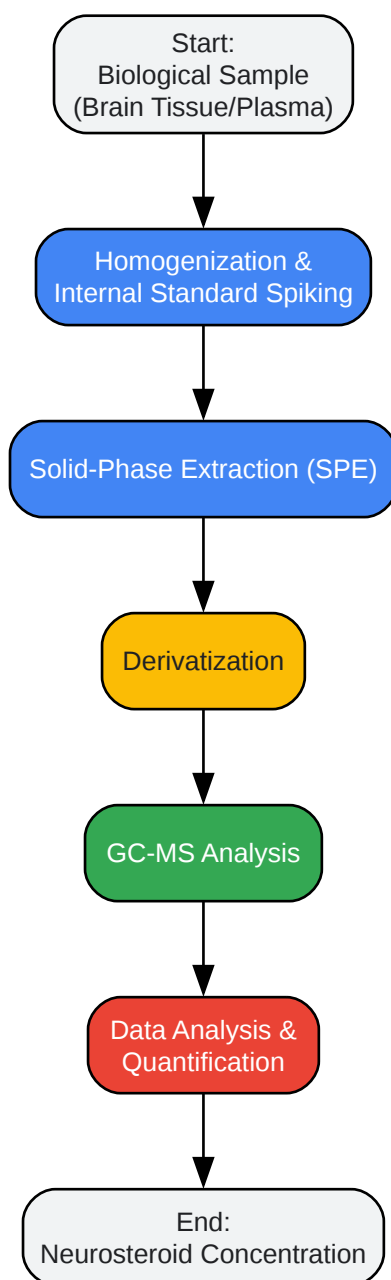 Start:
Biological Sample
(Brain Tissue/Plasma)
Homogenization &
Internal Standard Spiking
Solid-Phase Extraction (SPE)
Derivatization
GC-MS Analysis
Data Analysis &
Quantification
End:
Neurosteroid Concentration